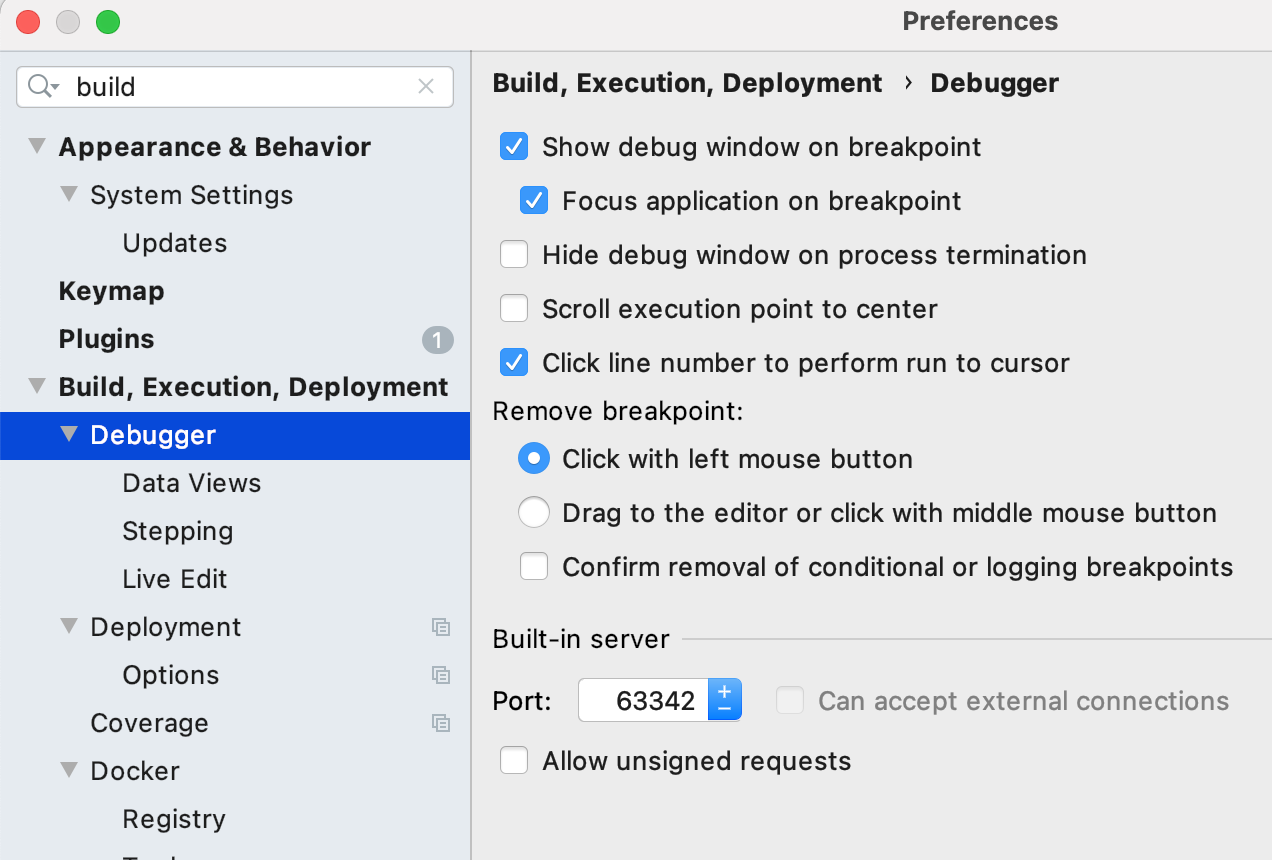 Preferences
build
Appearance & Behavior
System Settings
Updates
Keymap
Plugins 1
Build, Execution, Deployment
Debugger
Data Views
Stepping
Live Edit
Deployment
Options
Coverage
Docker
Registry
Build, Execution, Deployment › Debugger
Show debug window on breakpoint
Focus application on breakpoint
Hide debug window on process termination
Scroll execution point to center
Click line number to perform run to cursor
Remove breakpoint:
Click with left mouse button
Drag to the editor or click with middle mouse button
Confirm removal of conditional or logging breakpoints
Built-in server
Port: 63342 Can accept external connections
Allow unsigned requests